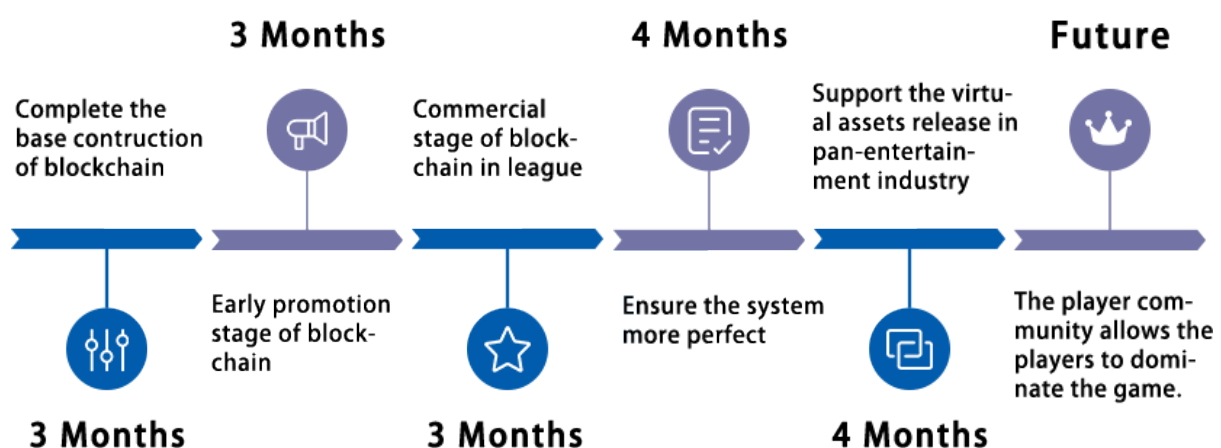 3 Months
4 Months
Future
Complete the
base contruction
of blockchain
Commercial
stage of block-
chain in league
Support the virtu-
al assets release in
pan-entertain-
ment industry
Early promotion
stage of block-
chain
Ensure the system
more perfect
The player com-
munity allows the
players to domi-
nate the game.
3 Months
3 Months
4 Months